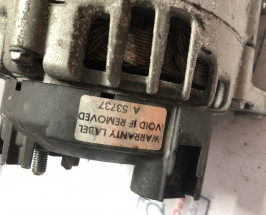 WARRANTY LABEL
VOID IF REMOVED
A 53737